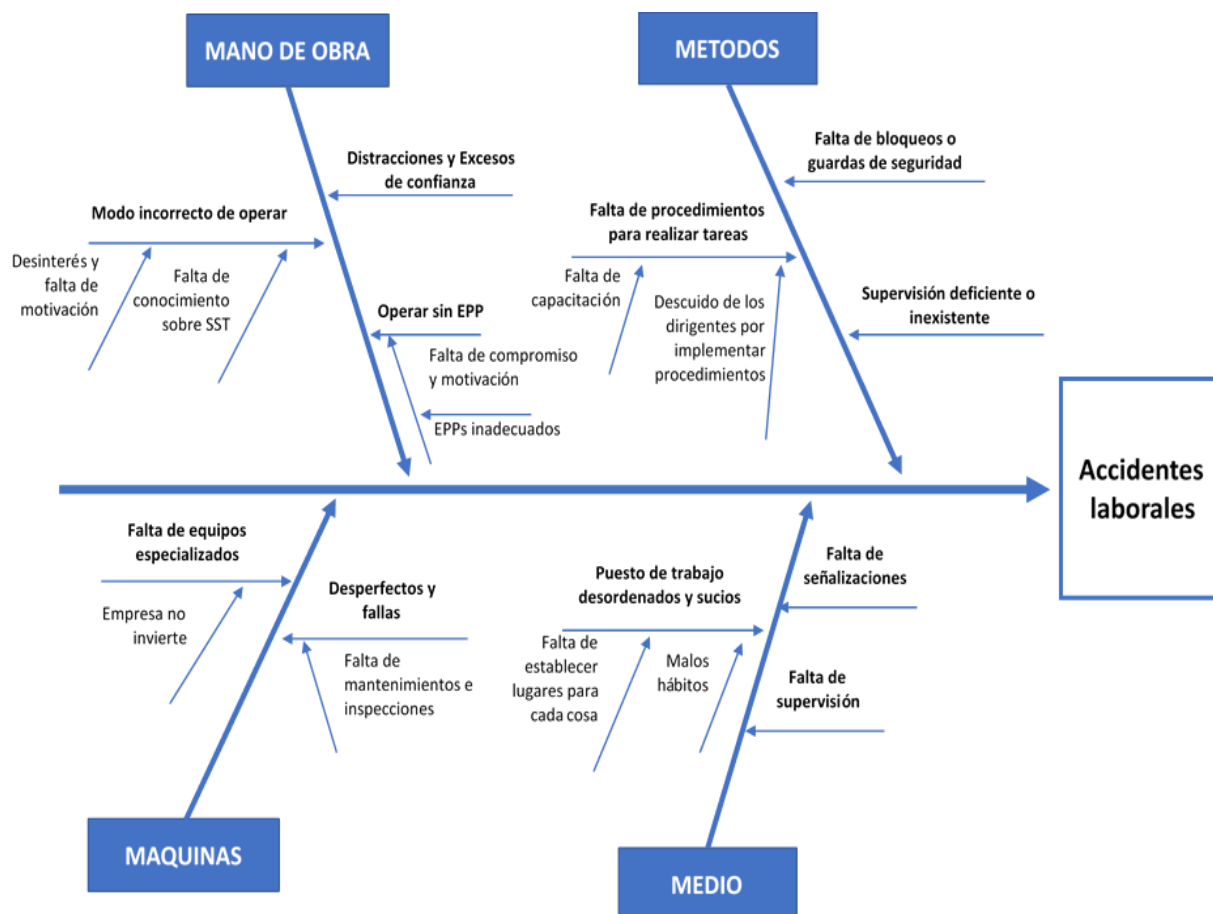 MANO DE OBRA
METODOS
Distracciones y Excesos
de confianza
Modo incorrecto de operar
Desinterés y
falta de
motivación
Falta de
conocimiento
sobre SST
Operar sin EPP
Falta de compromiso
y motivación
EPPs inadecuados
Falta de bloqueos o
guardas de seguridad
Falta de procedimientos
para realizar tareas
Falta de
capacitación
Descuido de los
dirigentes por
implementar
procedimientos
Supervisión deficiente o
inexistente
Accidentes
laborales
Falta de equipos
especializados
Empresa no
invierte
Desperfectos y
fallas
Falta de
mantenimientos e
inspecciones
Puesto de trabajo
desordenados y sucios
Falta de
establecer
lugares para
cada cosa
Malos
hábitos
Falta de
señalizaciones
Falta de
supervisión
MAQUINAS
MEDIO